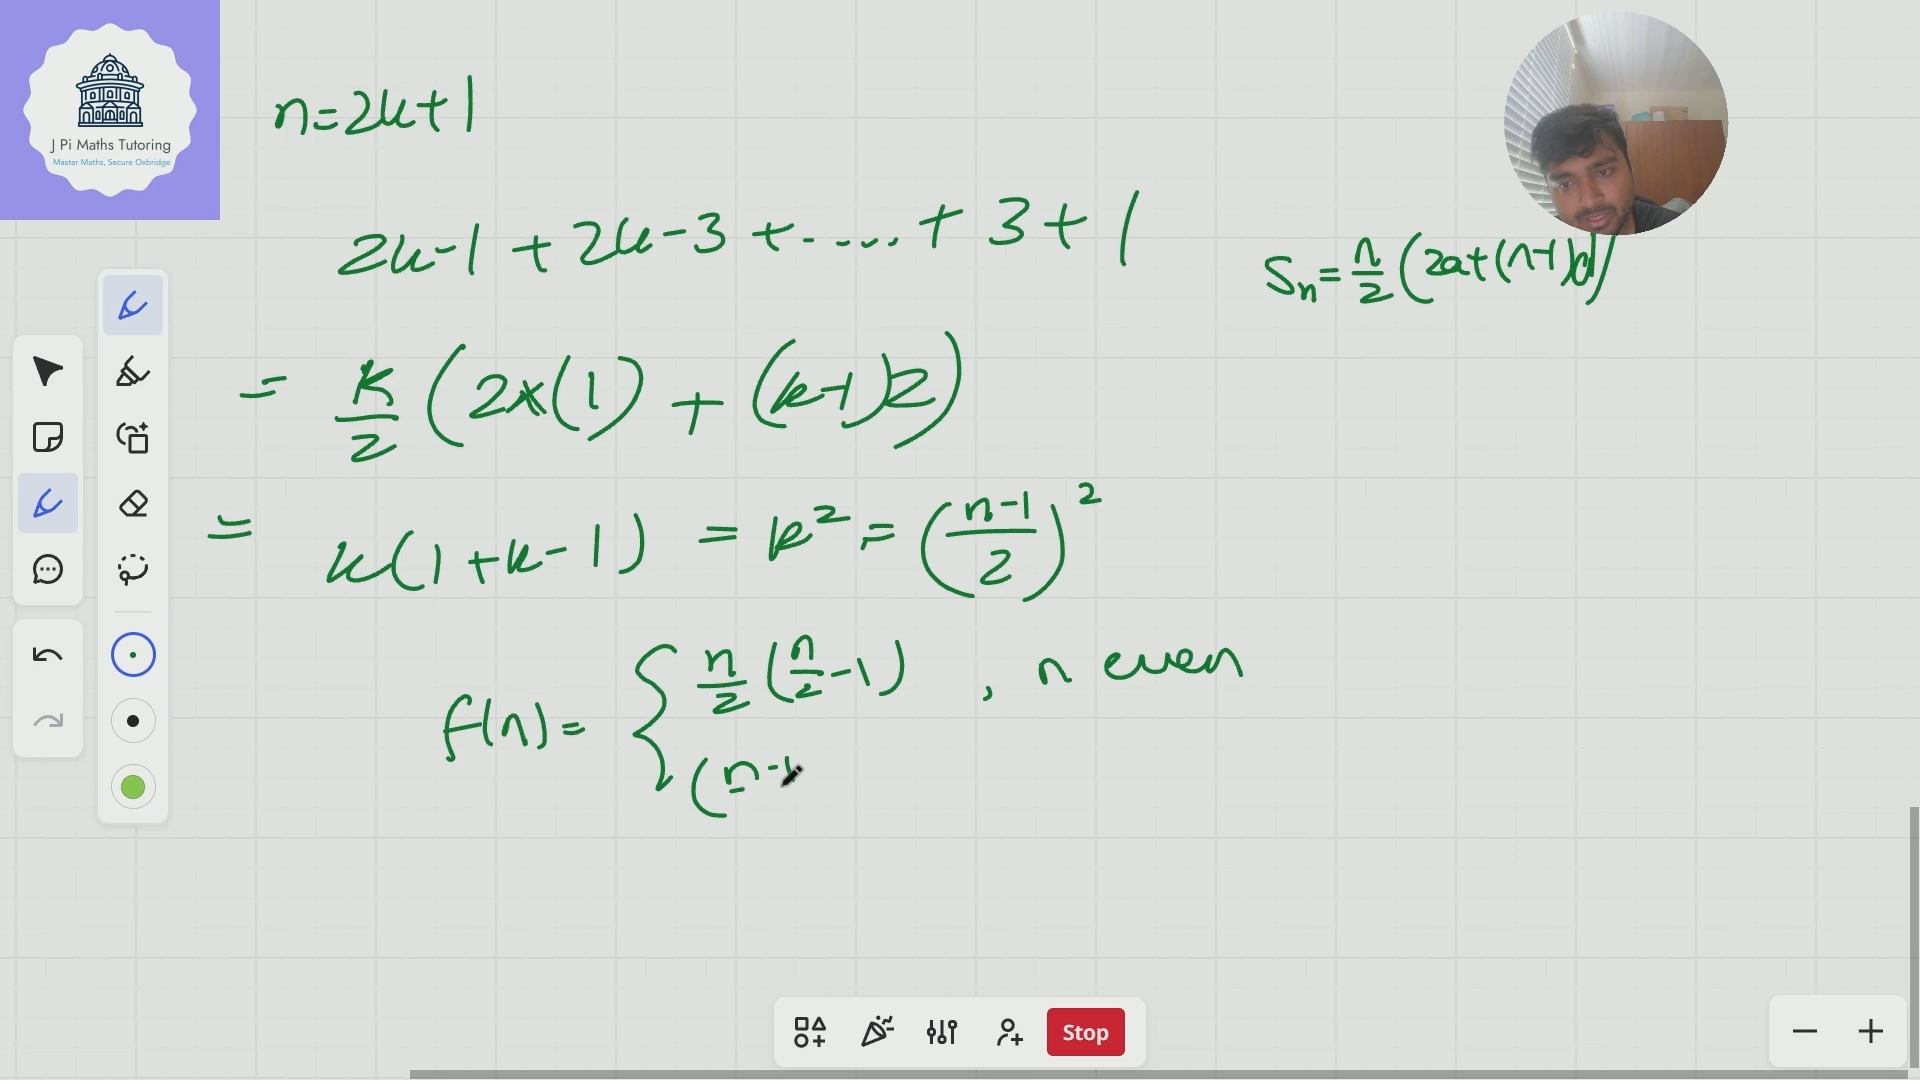 J Pi Maths Tutoring
Master Maths, Secure Oxbridge
n=2k+1
2k-1 + 2k-3 + ..... + 3 + 1
Sₙ = n/2 (2a+(n-1)d)
= k/2 (2×(1) + (k-1)2)
= k(1+k-1) = k² = ((n-1)/2)²
f(n) = { n/2 (n/2 -1) , n even
(n-1
Stop